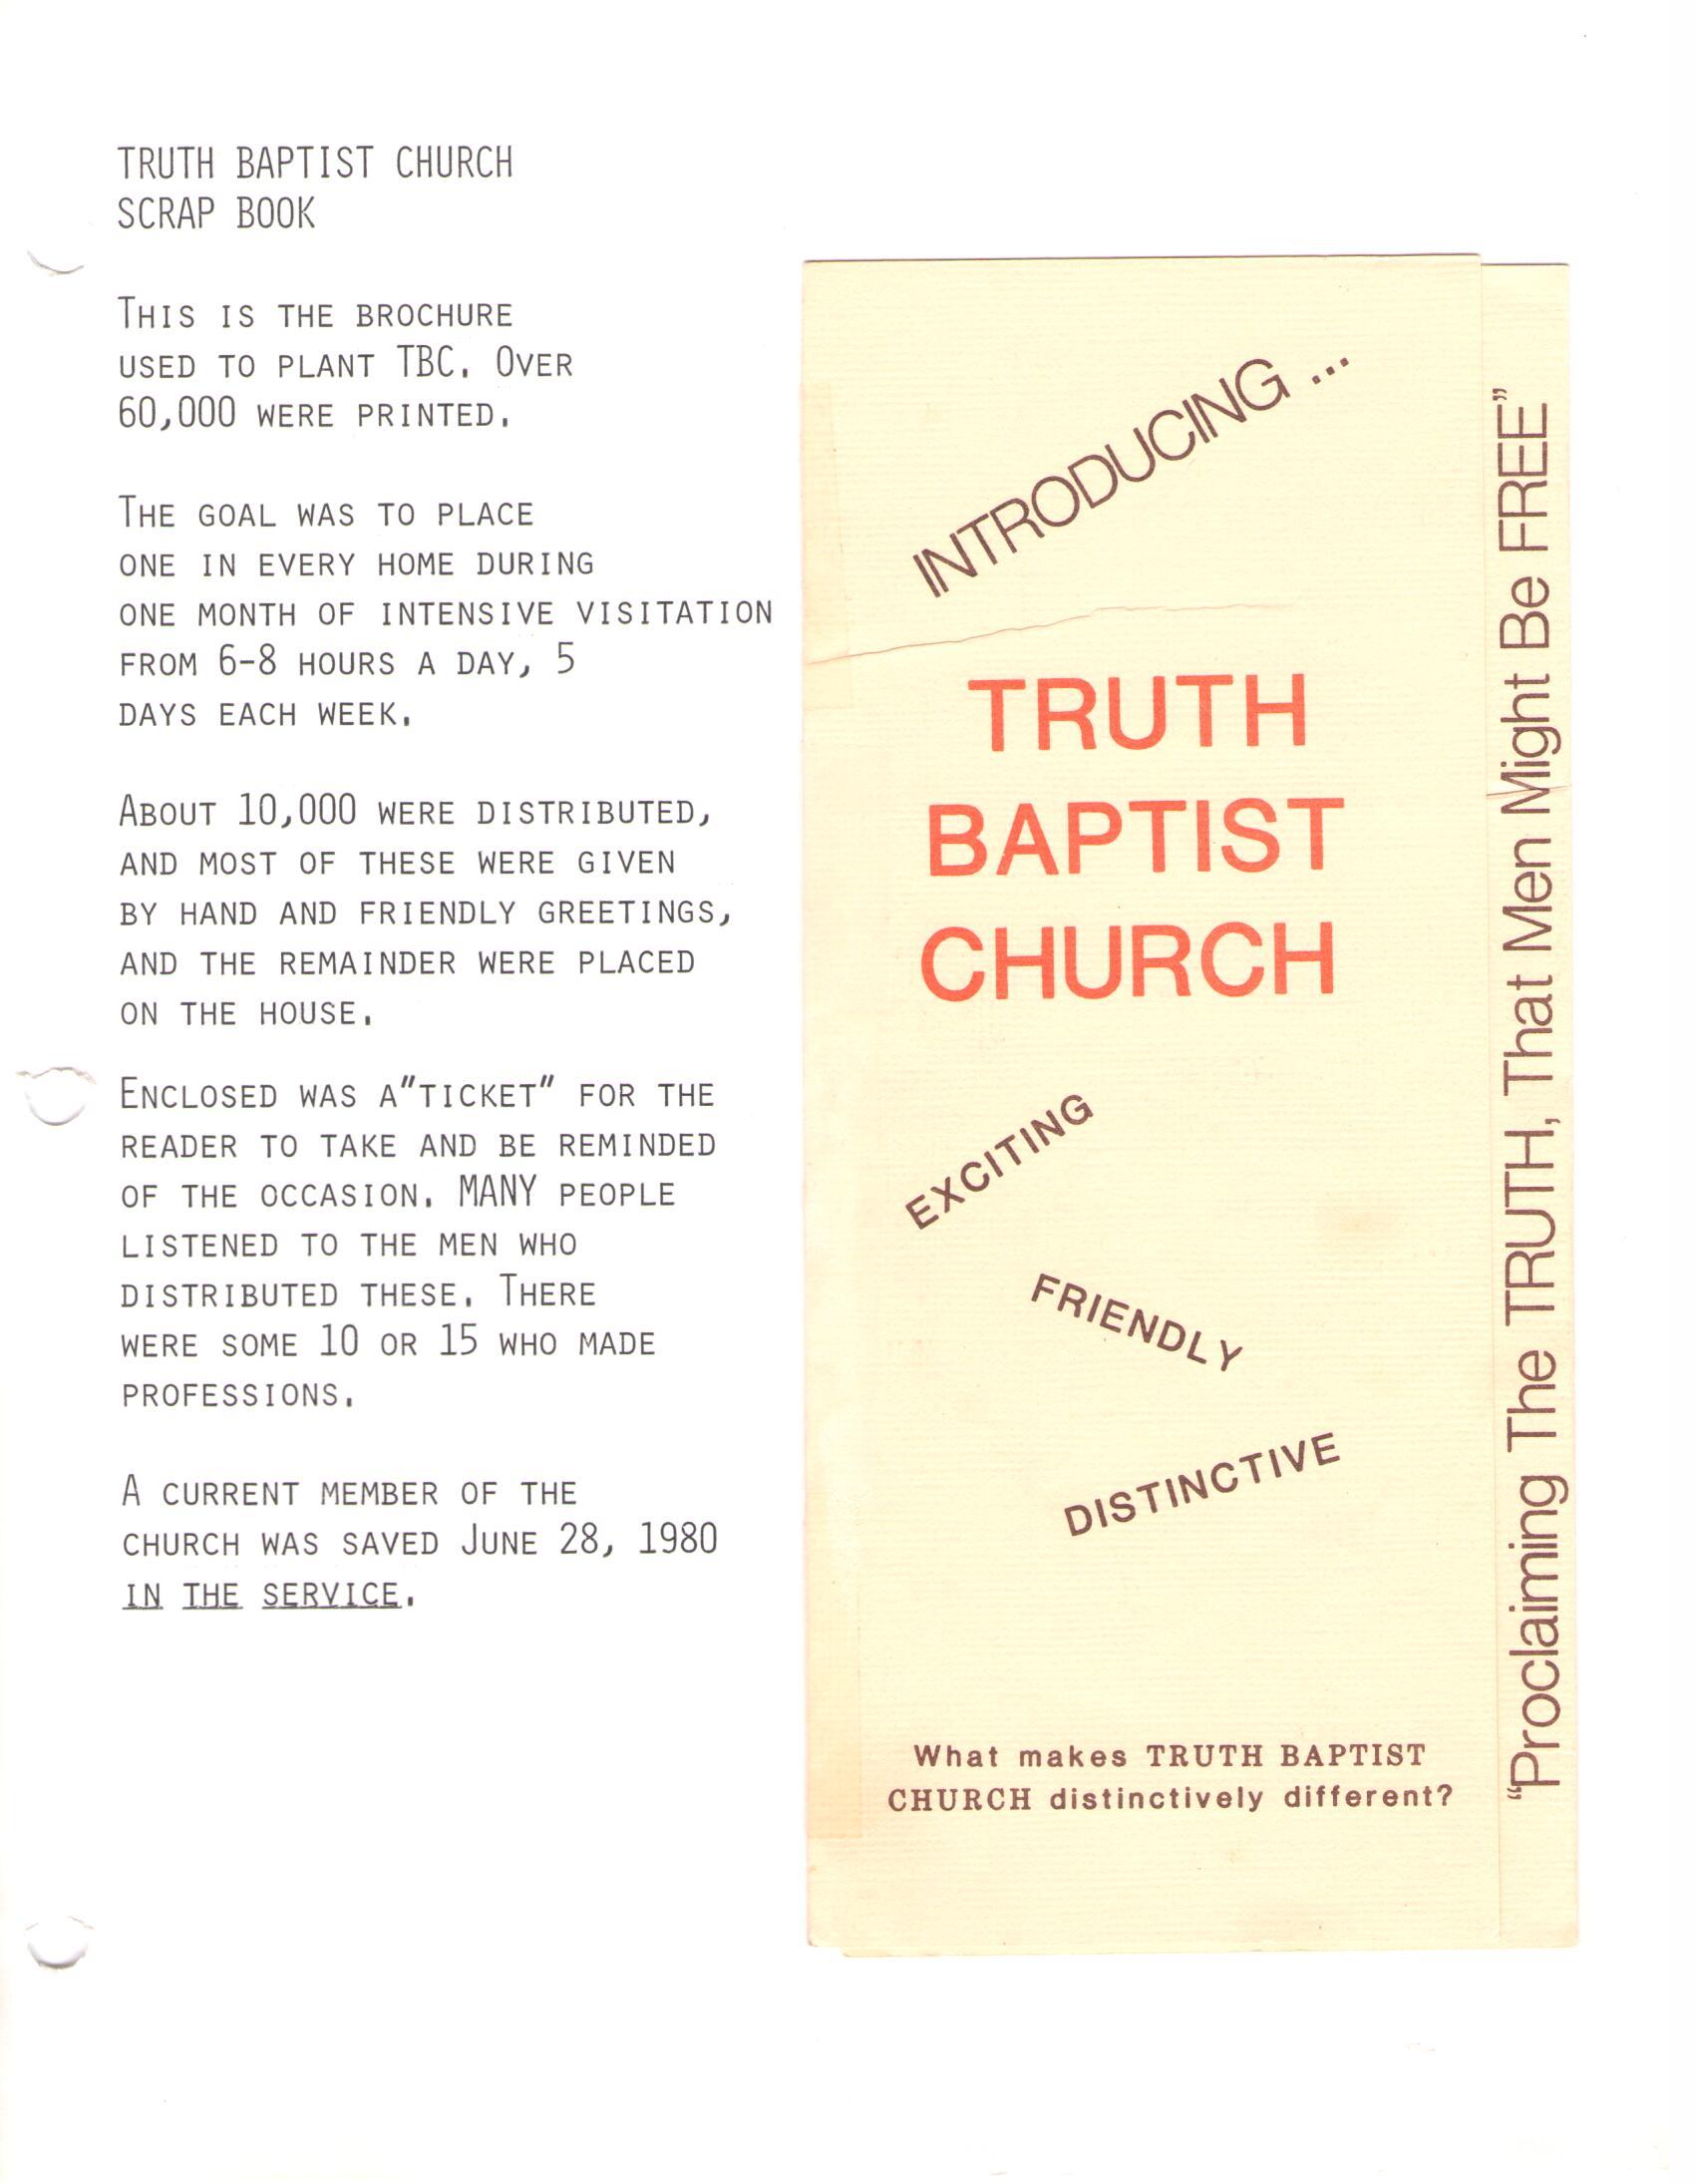 TRUTH BAPTIST CHURCH
SCRAP BOOK
THIS IS THE BROCHURE
USED TO PLANT TBC. OVER
60,000 WERE PRINTED.
THE GOAL WAS TO PLACE
ONE IN EVERY HOME DURING
ONE MONTH OF INTENSIVE VISITATION
FROM 6-8 HOURS A DAY, 5
DAYS EACH WEEK.
ABOUT 10,000 WERE DISTRIBUTED,
AND MOST OF THESE WERE GIVEN
BY HAND AND FRIENDLY GREETINGS,
AND THE REMAINDER WERE PLACED
ON THE HOUSE.
ENCLOSED WAS A"TICKET" FOR THE
READER TO TAKE AND BE REMINDED
OF THE OCCASION. MANY PEOPLE
LISTENED TO THE MEN WHO
DISTRIBUTED THESE. THERE
WERE SOME 10 OR 15 WHO MADE
PROFESSIONS.
A CURRENT MEMBER OF THE
CHURCH WAS SAVED JUNE 28, 1980
IN THE SERVICE.
INTRODUCING ...
TRUTH
BAPTIST
CHURCH
EXCITING
FRIENDLY
DISTINCTIVE
What makes TRUTH BAPTIST
CHURCH distinctively different?
"Proclaiming The TRUTH, That Men Might Be FREE"